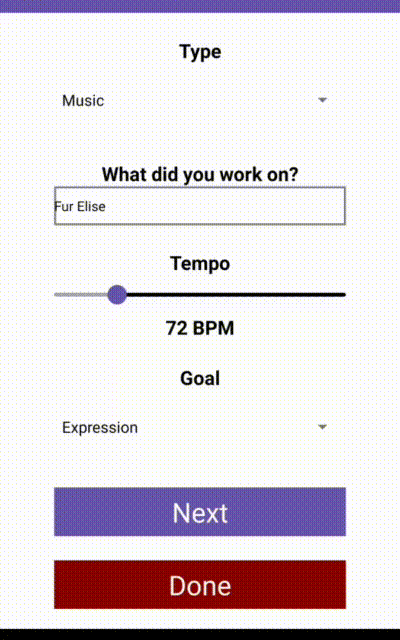 Type
Music
What did you work on?
Fur Elise
Tempo
72 BPM
Goal
Expression
Next
Done